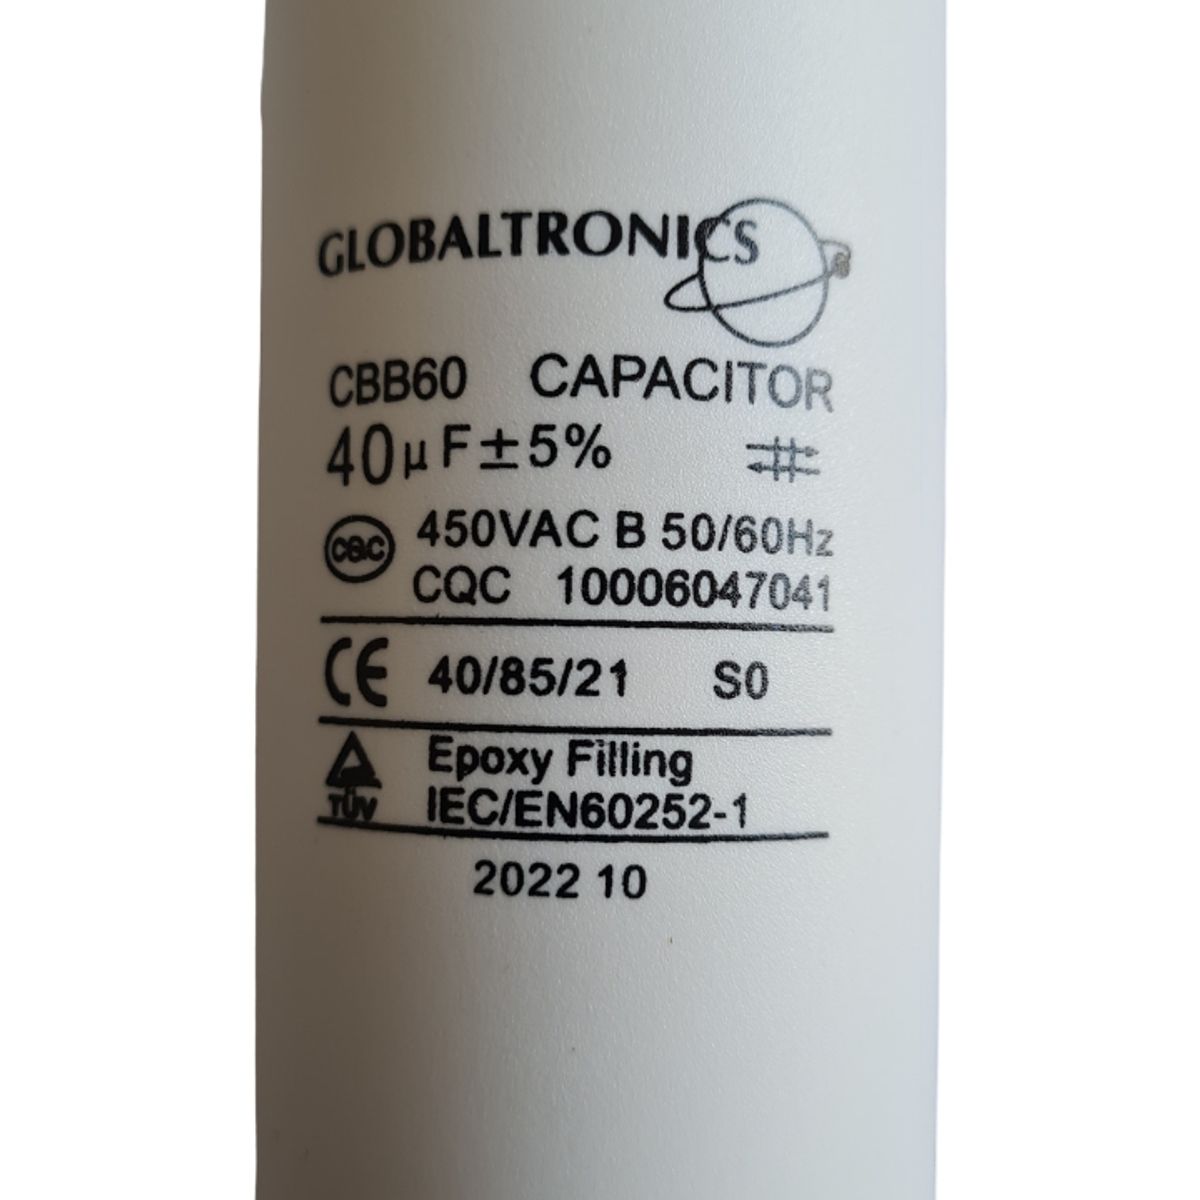 GLOBALTRONICS
CBB60 CAPACITOR
40μF±5%
CQC 450VAC B 50/60Hz
CQC 10006047041
CE 40/85/21 S0
Epoxy Filling
TÜV IEC/EN60252-1
2022 10